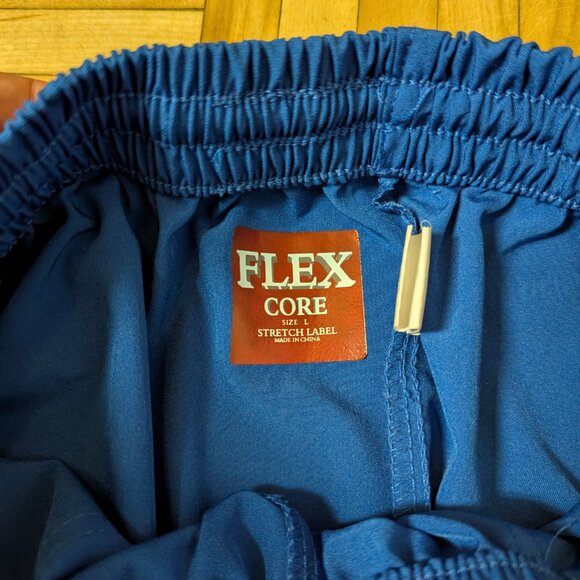 FLEX
CORE
SIZE: L
STRETCH LABEL
MADE IN CHINA